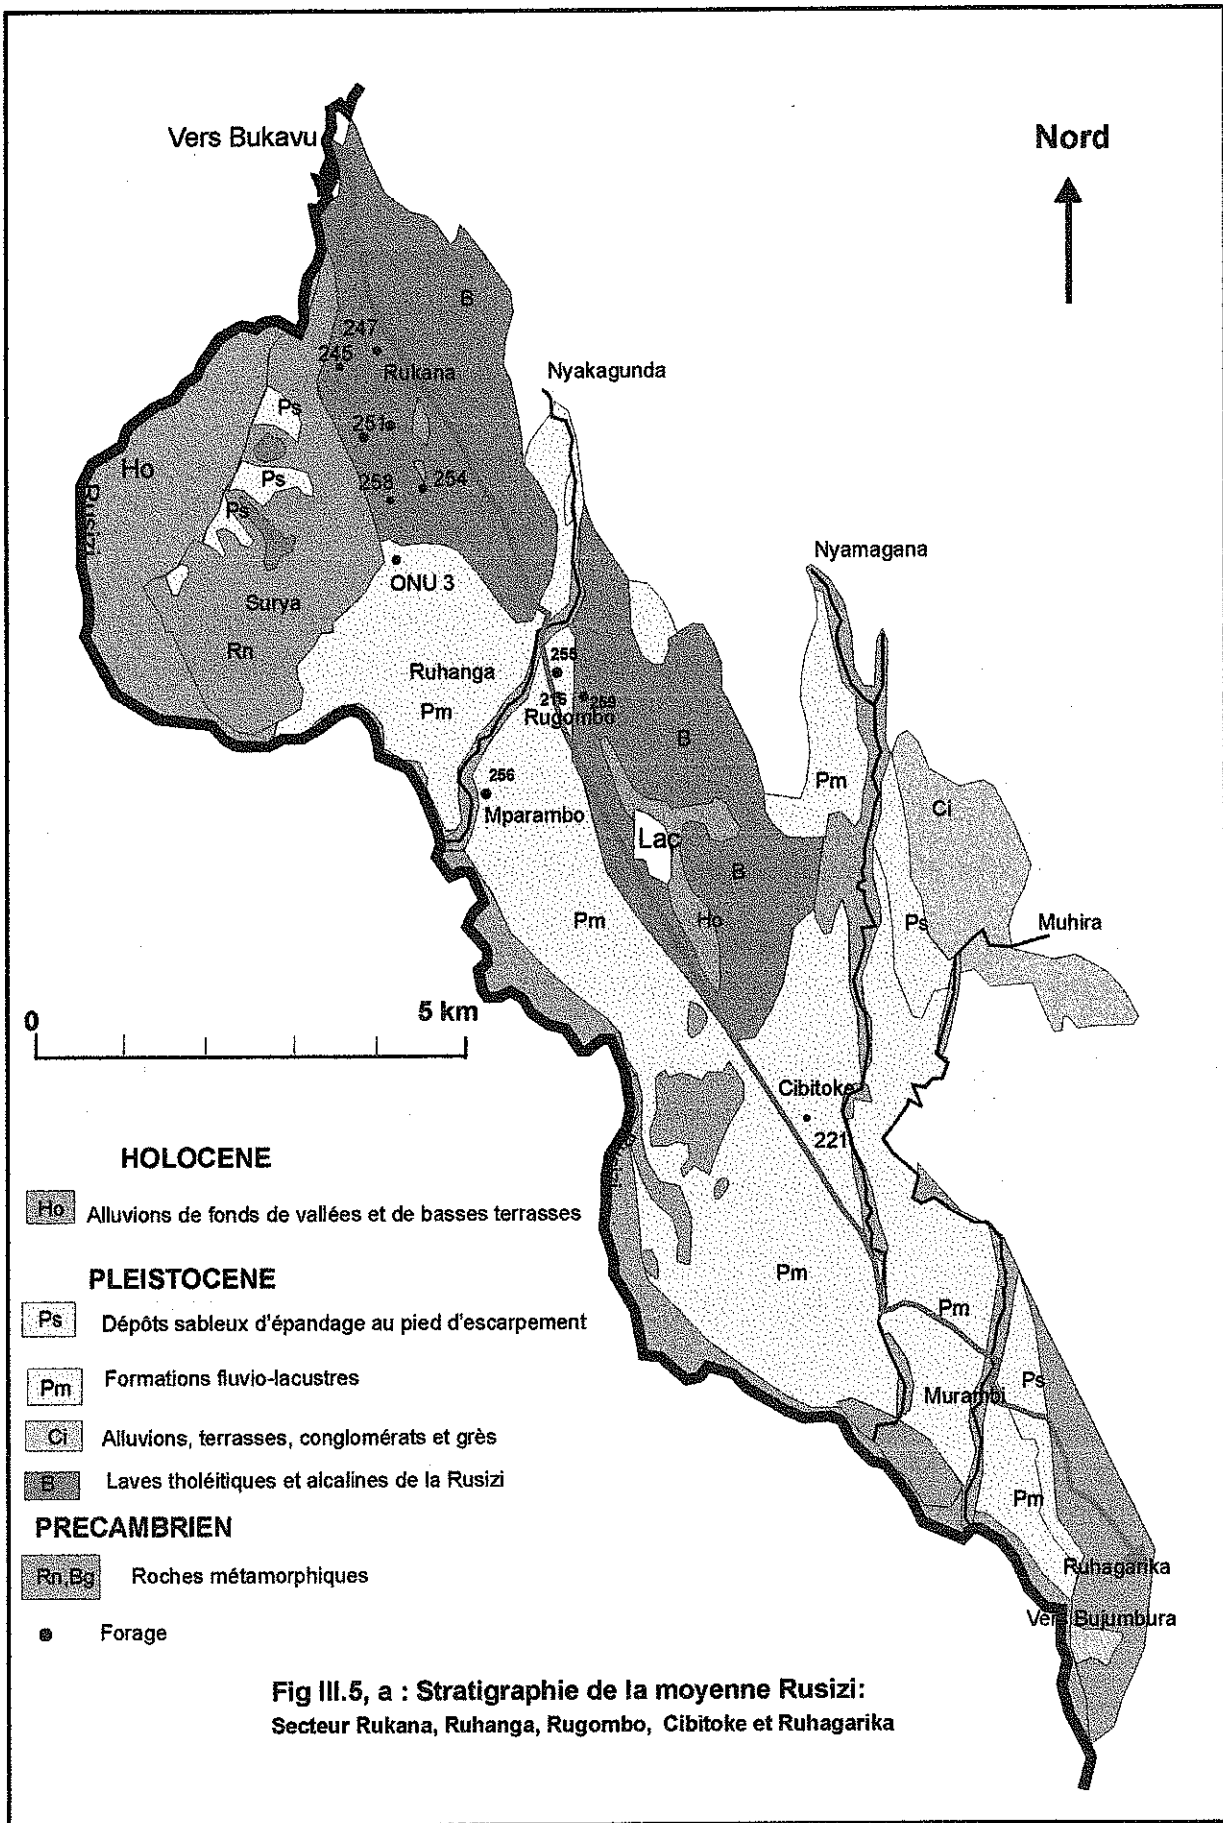 Vers Bukavu
Nord
B
247
245
Rukana
Nyakagunda
Ps
251
Ho
Ps
258
254
Ps
Rusizi
Nyamagana
ONU 3
Surya
Rn
Ruhanga
255
Pm
216
259
Rugombo
B
256
Mparambo
Pm
Ci
Lac
B
Pm
Ho
Ps
Muhira
0
5 km
Cibitoke
221
HOLOCENE
Ho Alluvions de fonds de vallées et de basses terrasses
PLEISTOCENE
Pm
Ps Dépôts sableux d'épandage au pied d'escarpement
Pm
Pm Formations fluvio-lacustres
Ps
Murambi
Ci Alluvions, terrasses, conglomérats et grès
B Laves tholéitiques et alcalines de la Rusizi
Pm
PRECAMBRIEN
Rn,Bg Roches métamorphiques
Ruhagarika
Vers Bujumbura
Forage
Fig III.5, a : Stratigraphie de la moyenne Rusizi:
Secteur Rukana, Ruhanga, Rugombo, Cibitoke et Ruhagarika